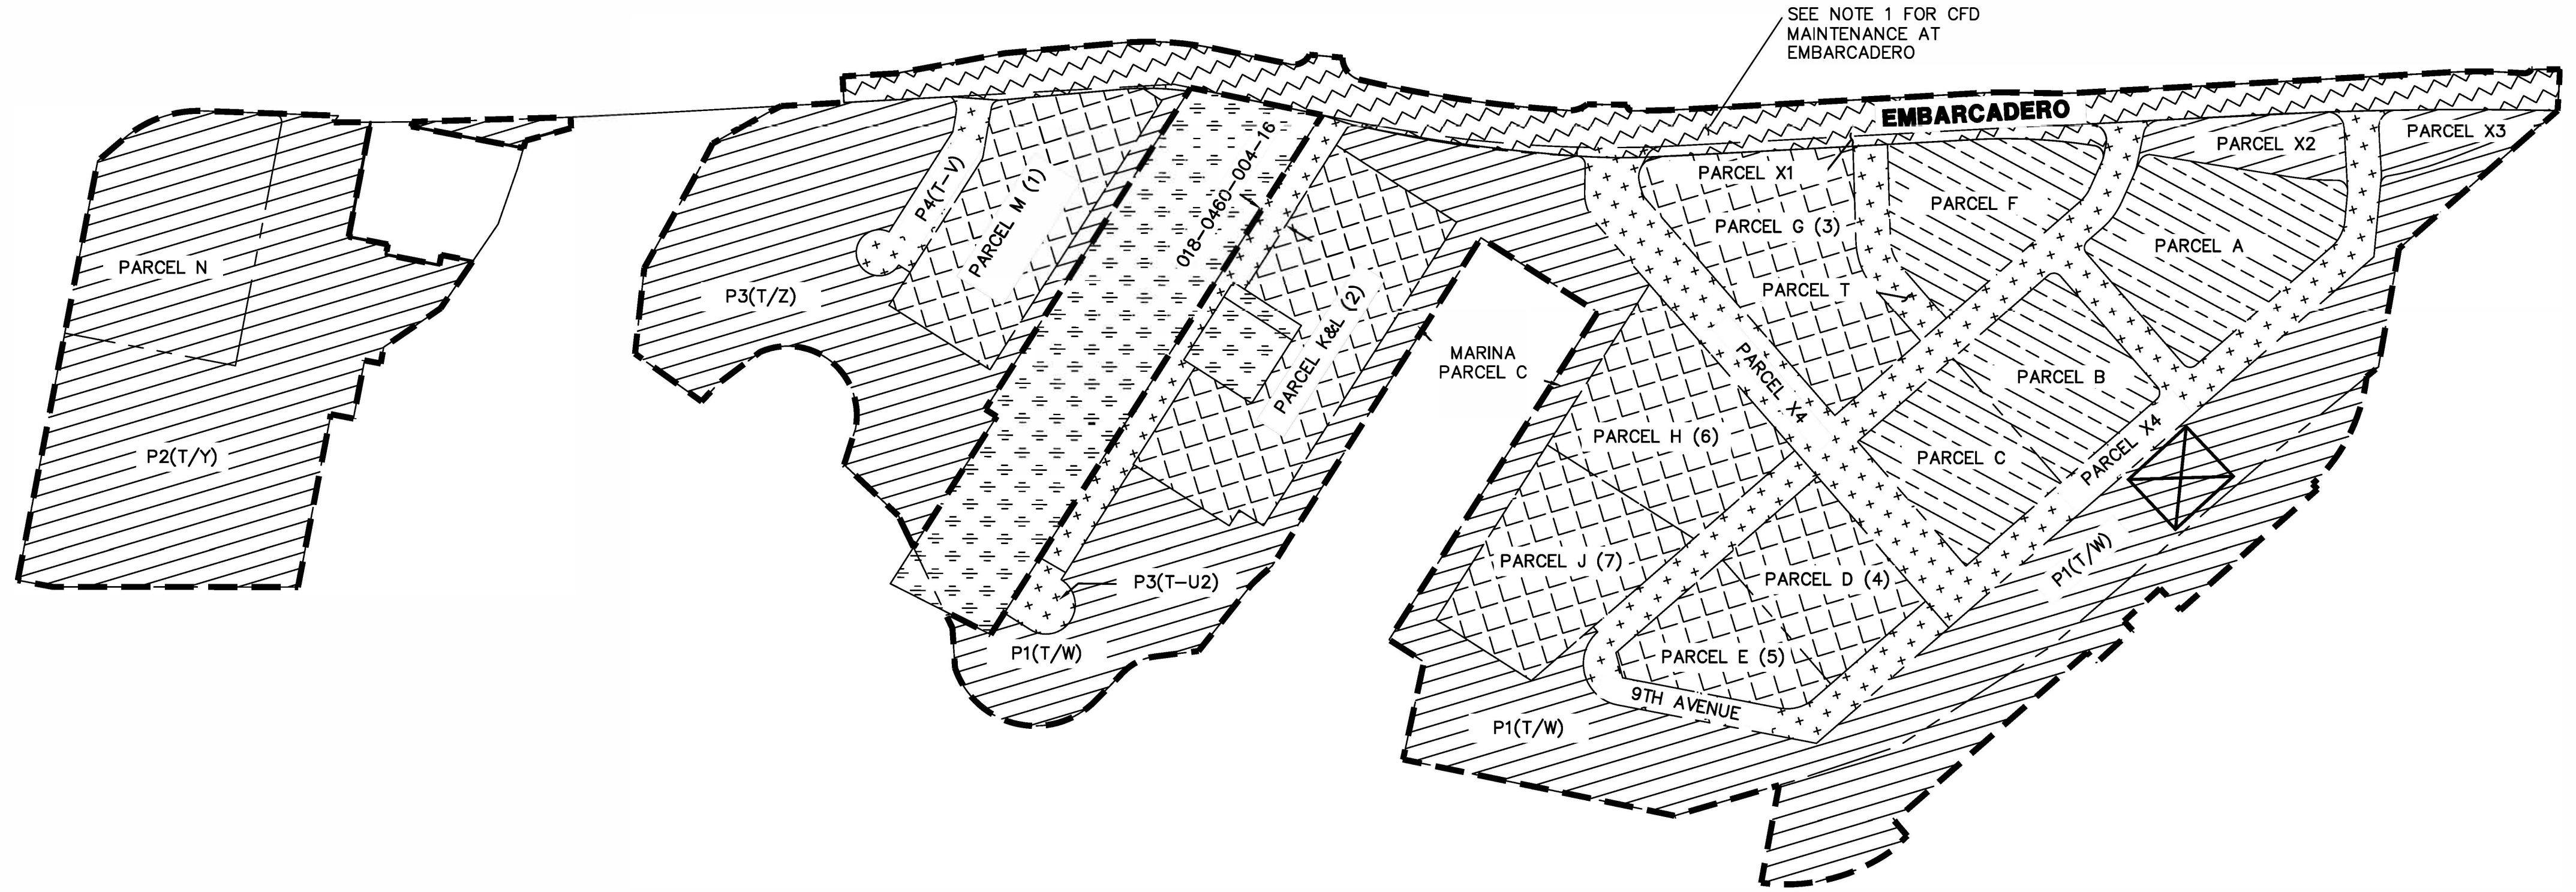 SEE NOTE 1 FOR CFD
MAINTENANCE AT
EMBARCADERO
EMBARCADERO
PARCEL X3
PARCEL X2
PARCEL X1
PARCEL F
PARCEL G (3)
PARCEL A
PARCEL T
PARCEL N
P2(T/Y)
P3(T/Z)
P4(T-V)
PARCEL M (1)
018-0460-004-16
PARCEL K&L (2)
MARINA
PARCEL C
PARCEL X4
PARCEL B
PARCEL H (6)
PARCEL C
PARCEL X4
PARCEL J (7)
PARCEL D (4)
P1(T/W)
P3(T-U2)
P1(T/W)
PARCEL E (5)
9TH AVENUE
P1(T/W)